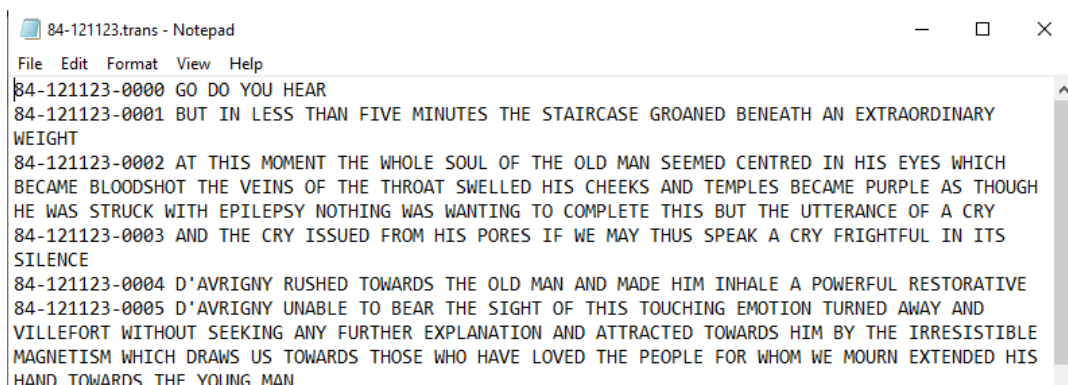 84-121123.trans - Notepad
File Edit Format View Help
84-121123-0000 GO DO YOU HEAR
84-121123-0001 BUT IN LESS THAN FIVE MINUTES THE STAIRCASE GROANED BENEATH AN EXTRAORDINARY
WEIGHT
84-121123-0002 AT THIS MOMENT THE WHOLE SOUL OF THE OLD MAN SEEMED CENTRED IN HIS EYES WHICH
BECAME BLOODSHOT THE VEINS OF THE THROAT SWELLED HIS CHEEKS AND TEMPLES BECAME PURPLE AS THOUGH
HE WAS STRUCK WITH EPILEPSY NOTHING WAS WANTING TO COMPLETE THIS BUT THE UTTERANCE OF A CRY
84-121123-0003 AND THE CRY ISSUED FROM HIS PORES IF WE MAY THUS SPEAK A CRY FRIGHTFUL IN ITS
SILENCE
84-121123-0004 D'AVRIGNY RUSHED TOWARDS THE OLD MAN AND MADE HIM INHALE A POWERFUL RESTORATIVE
84-121123-0005 D'AVRIGNY UNABLE TO BEAR THE SIGHT OF THIS TOUCHING EMOTION TURNED AWAY AND
VILLEFORT WITHOUT SEEKING ANY FURTHER EXPLANATION AND ATTRACTED TOWARDS HIM BY THE IRRESISTIBLE
MAGNETISM WHICH DRAWS US TOWARDS THOSE WHO HAVE LOVED THE PEOPLE FOR WHOM WE MOURN EXTENDED HIS
HAND TOWARDS THE YOUNG MAN